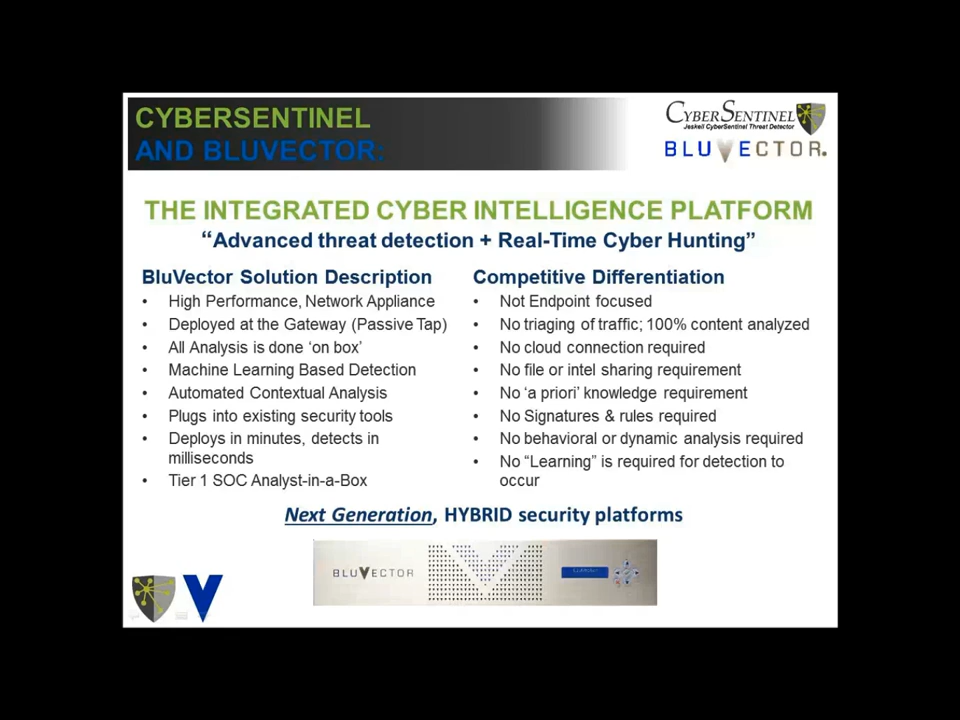 CYBERSENTINEL
AND BLUVECTOR:
CYBERSENTINEL
Jaskell CyberSentinel Threat Detector
BLUVECTOR.
THE INTEGRATED CYBER INTELLIGENCE PLATFORM
“Advanced threat detection + Real-Time Cyber Hunting”
BluVector Solution Description
• High Performance, Network Appliance
• Deployed at the Gateway (Passive Tap)
• All Analysis is done ‘on box’
• Machine Learning Based Detection
• Automated Contextual Analysis
• Plugs into existing security tools
• Deploys in minutes, detects in
milliseconds
• Tier 1 SOC Analyst-in-a-Box
Competitive Differentiation
• Not Endpoint focused
• No triaging of traffic; 100% content analyzed
• No cloud connection required
• No file or intel sharing requirement
• No ‘a priori’ knowledge requirement
• No Signatures & rules required
• No behavioral or dynamic analysis required
• No “Learning” is required for detection to
occur
Next Generation, HYBRID security platforms
BLUVECTOR